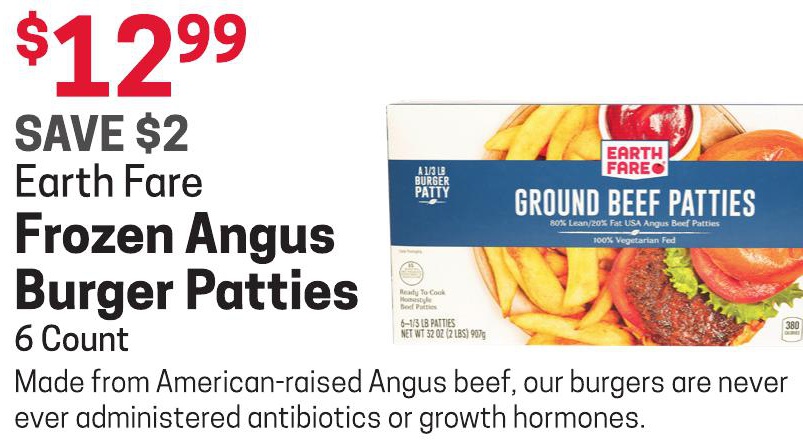 $12.99
SAVE $2
Earth Fare
Frozen Angus
Burger Patties
6 Count
Made from American-raised Angus beef, our burgers are never
ever administered antibiotics or growth hormones.
A 1/3 LB
BURGER
PATTY
EARTH
FARE
GROUND BEEF PATTIES
80% Lean/20% Fat USA Angus Beef Patties
100% Vegetarian Fed
Ready To Cook
Homestyle
Beef Patties
6-1/3 LB PATTIES
NET WT 32 OZ (2 LBS) 907g
380
CALORIES